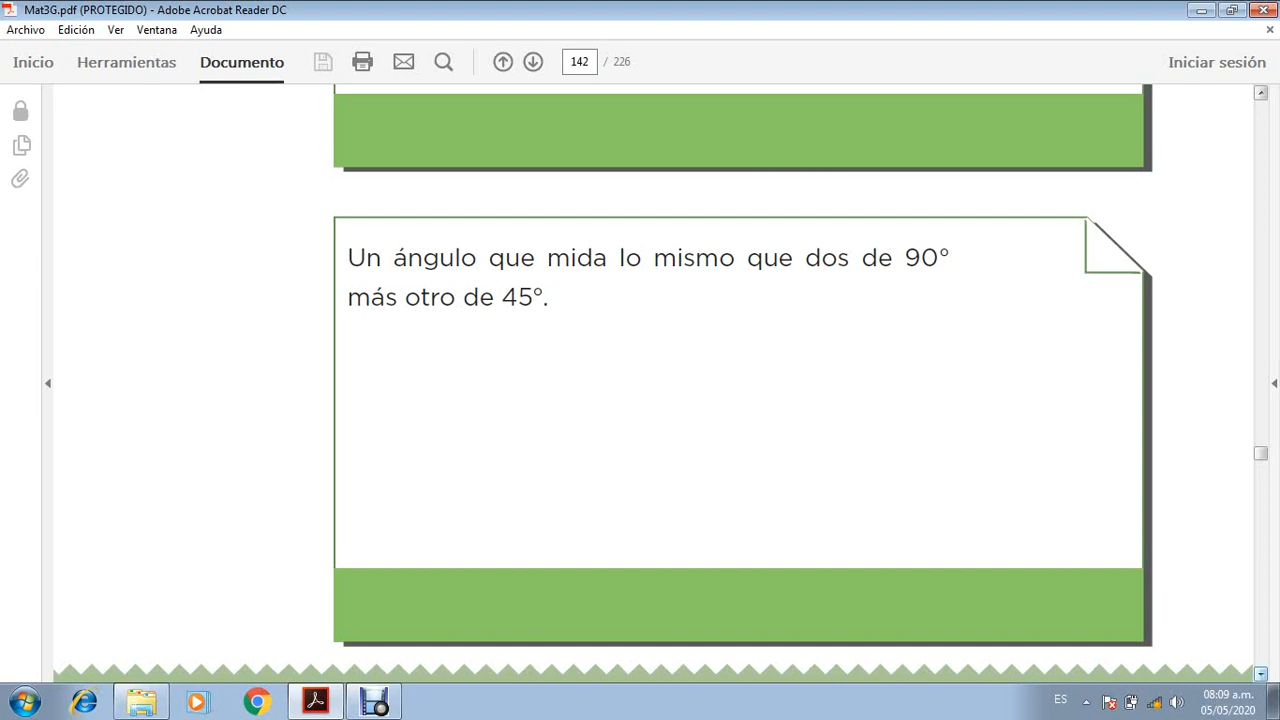 Mat3G.pdf (PROTEGIDO) - Adobe Acrobat Reader DC
Archivo Edición Ver Ventana Ayuda
Inicio Herramientas Documento 142 / 226 Iniciar sesión
Un ángulo que mida lo mismo que dos de 90°
más otro de 45°.
ES
08:09 a.m.
05/05/2020